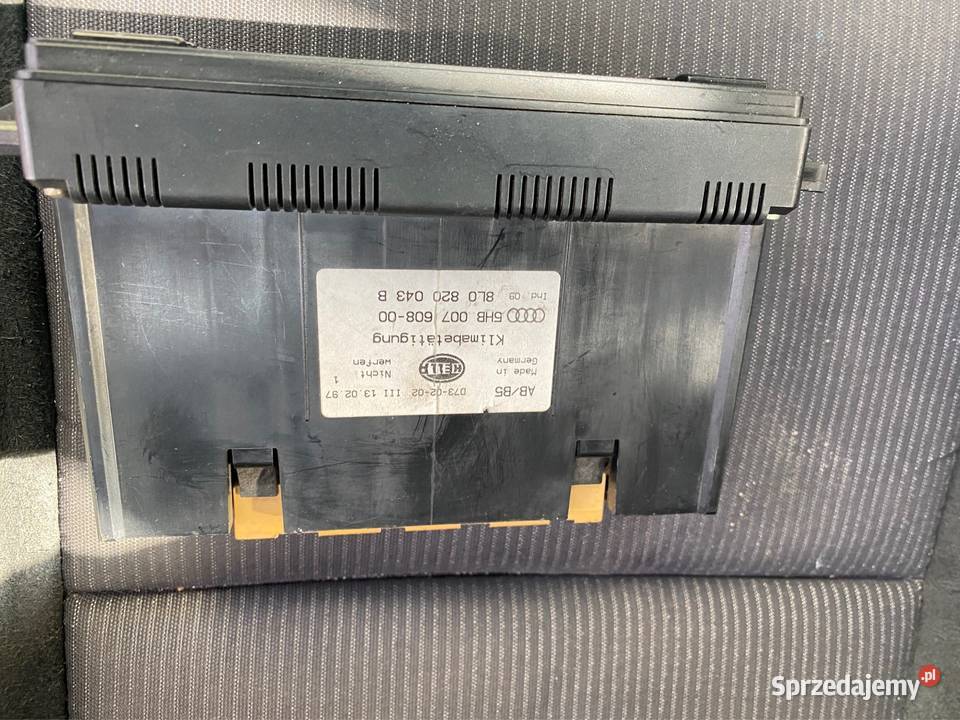 AB/B5 D73-02-02 III 13.02.97
Made in Nicht 1
Germany HELLA werfen
Klimabetätigung
5HB 007 608-00
Ind. 09 8L0 820 043 B
Sprzedajemy.pl